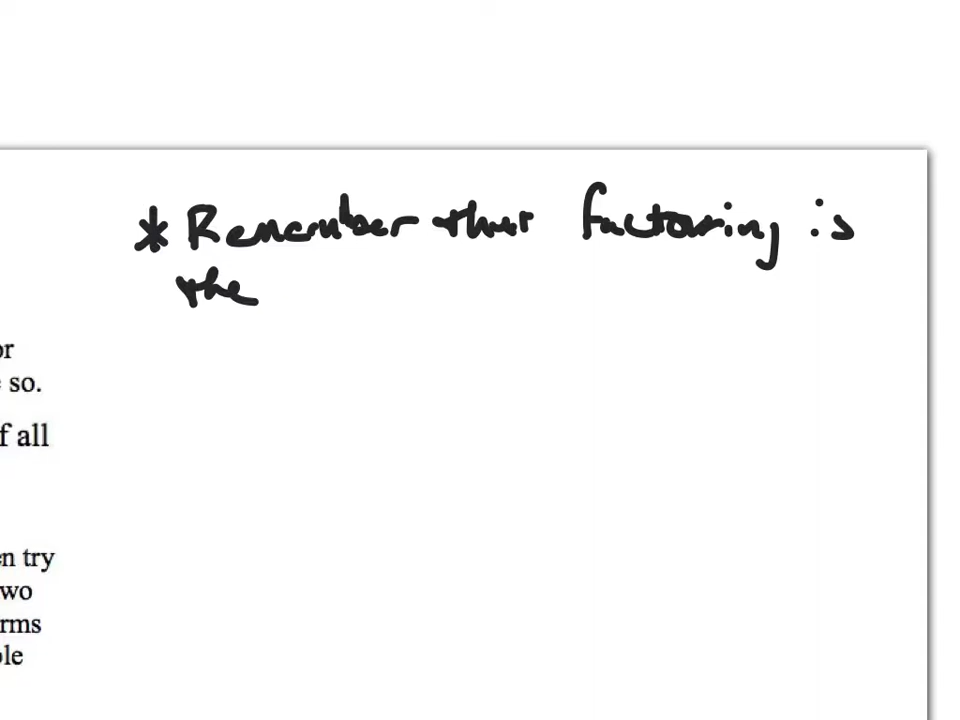 * Remember that factoring is
the
or
so.
f all
en try
wo
rms
ole